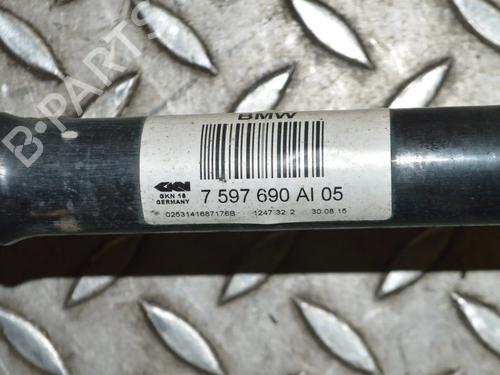 B-PARTS
BMW
GKN 7 597 690 AI 05
GKN 18
GERMANY
0253141687176B 1247 32 2 30.08.15